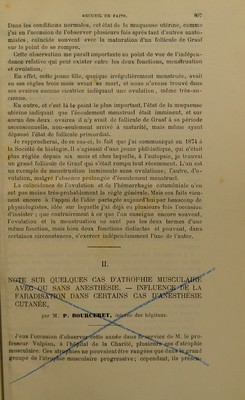 RECUEIL DE FAITS. 607
Dans les conditions normales, cet état de la muqueuse utérine, comme
j'ai eu l'occasion de l'observer plusieurs fois après tant d'autres anato-
mistes, coïncide souvent avec la maturation d'un follicule de Graaf
sur le point de se rompre.
Cette observation me paraît importante au point de vue de l'indépen-
dance relative qui peut exister entre les deux fonctions, menstruation
et ovulation.
En effet, cette jeune fille, quoique irrégulièrement menstruée, avait
eu ses règles trois mois avant sa mort, et nous n'avons trouvé dans
ses ovaires aucune cicatrice indiquant une ovulation, même très-an-
cienne.
En outre, et c'est là le point le plus important, l'état de la muqueuse
utérine indiquait que l'écoulement menstruel était imminent, et sur
aucun des deux ovaires il n'y avait de follicule de Graaf à sa période
non-seulement arrivé à maturité, mais même ayant
dépassé l'état de follicule primordial.
Je rapprocherai, de ce cas-ci, le fait que j'ai communiqué en 1874 à
la Société de biologie. Il s'agissait d'une jeune phthisique, qui n'était
plus réglée depuis six mois et chez laquelle, à l'autopsie, je trouvai
un grand follicule de Graaf qui s'était rompu tout récemment. L'un est
un exemple de menstruation imminente sans ovulation; l'autre, d'o-
vulation, malgré l'absence prolongée d'écoulement menstruel.
La coïncidence de l'ovulation et de l'hémorrhagie cataméniale n'en
est pas moins très-probablement la règle générale. Mais ces faits vien-
nent encore à l'appui de l'idée partagée aujourd'hui par beaucoup de
physiologistes, idée sur laquelle j'ai déjà eu plusieurs fois l'occasion
d'insister; que contrairement à ce que l'on enseigne encore souvent,
l'ovulation et la menstruation ne sont pas les deux termes d'une
même fonction, mais bien deux fonctions distinctes et pouvant, dans
certaines circonstances, s'exercer indépendamment l'une de l'autre.
II.
NOTE SUR QUELQUES CAS D'ATROPHIE MUSCULAIRE
AVEC OU SANS ANESTHÉSIE. — INFLUENCE DE LA
FARADISATION DANS CERTAINS CAS D'ANESTHÉSIE
CUTANÉE,
par M. P. BOURCERET, interne des hôpitaux.
J'eus l'occasion d'observer cette année dans le service de M. le pro-
fesseur Vulpian, à l'hôpital de la Charité, plusieurs cas d'atrophie
musculaire. Ces atrophies ne pouvaient être rangées que dans le grand
groupe de l'atrophie musculaire progressive; cependant, ils